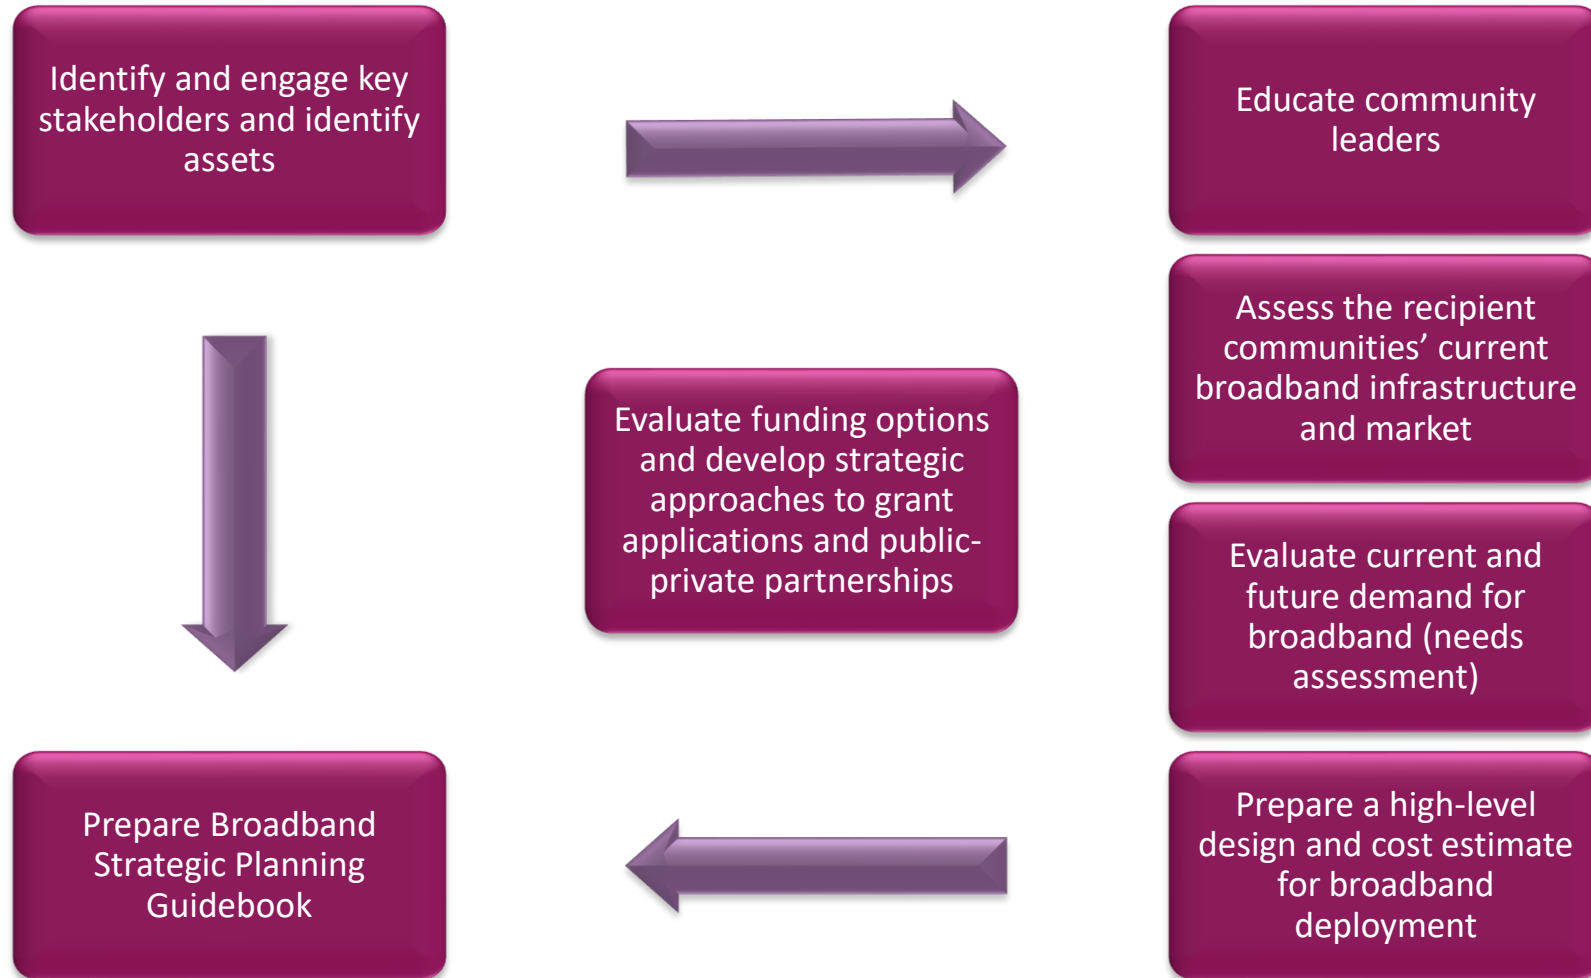 Identify and engage key
stakeholders and identify
assets
Educate community
leaders
Assess the recipient
communities’ current
broadband infrastructure
and market
Evaluate funding options
and develop strategic
approaches to grant
applications and public-
private partnerships
Evaluate current and
future demand for
broadband (needs
assessment)
Prepare Broadband
Strategic Planning
Guidebook
Prepare a high-level
design and cost estimate
for broadband
deployment